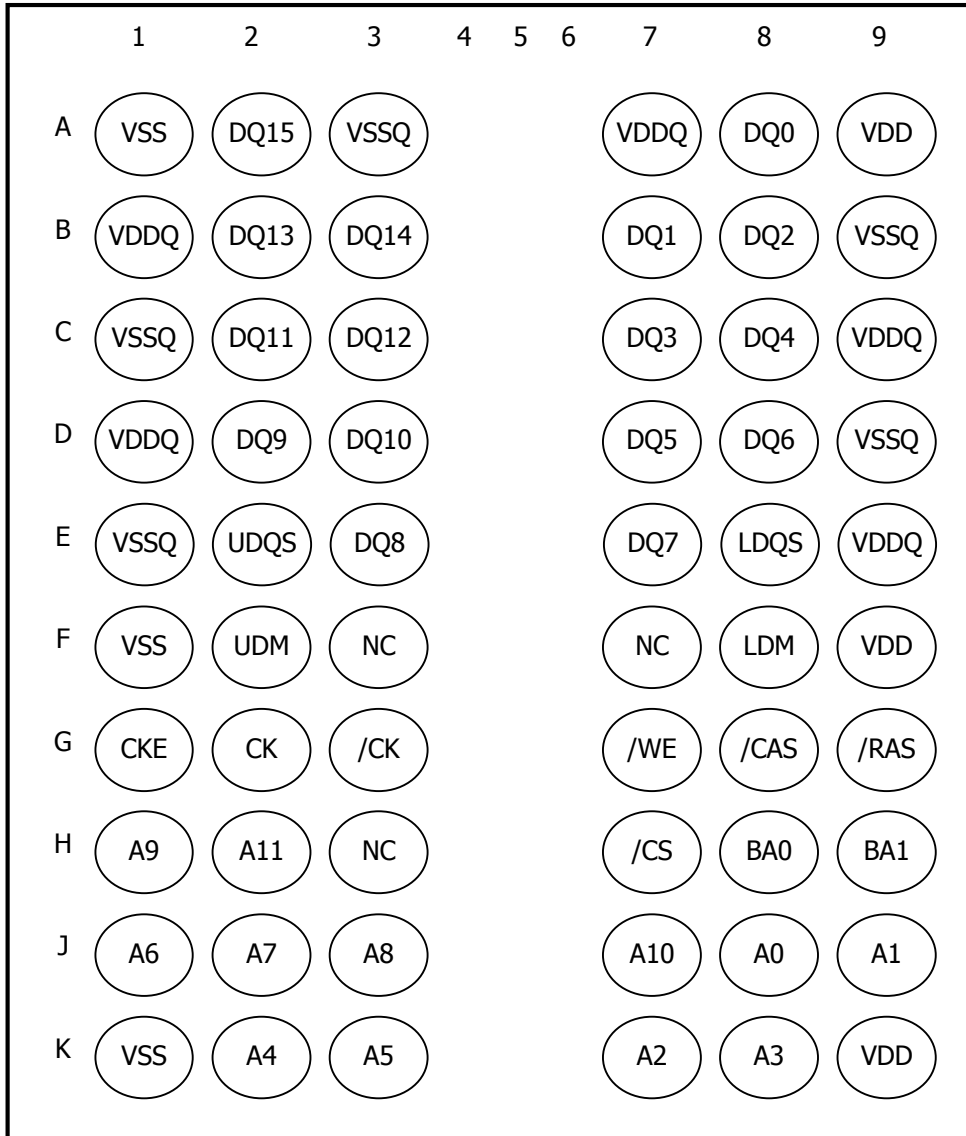 1 2 3 4 5 6 7 8 9
A VSS DQ15 VSSQ VDDQ DQ0 VDD
B VDDQ DQ13 DQ14 DQ1 DQ2 VSSQ
C VSSQ DQ11 DQ12 DQ3 DQ4 VDDQ
D VDDQ DQ9 DQ10 DQ5 DQ6 VSSQ
E VSSQ UDQS DQ8 DQ7 LDQS VDDQ
F VSS UDM NC NC LDM VDD
G CKE CK /CK /WE /CAS /RAS
H A9 A11 NC /CS BA0 BA1
J A6 A7 A8 A10 A0 A1
K VSS A4 A5 A2 A3 VDD